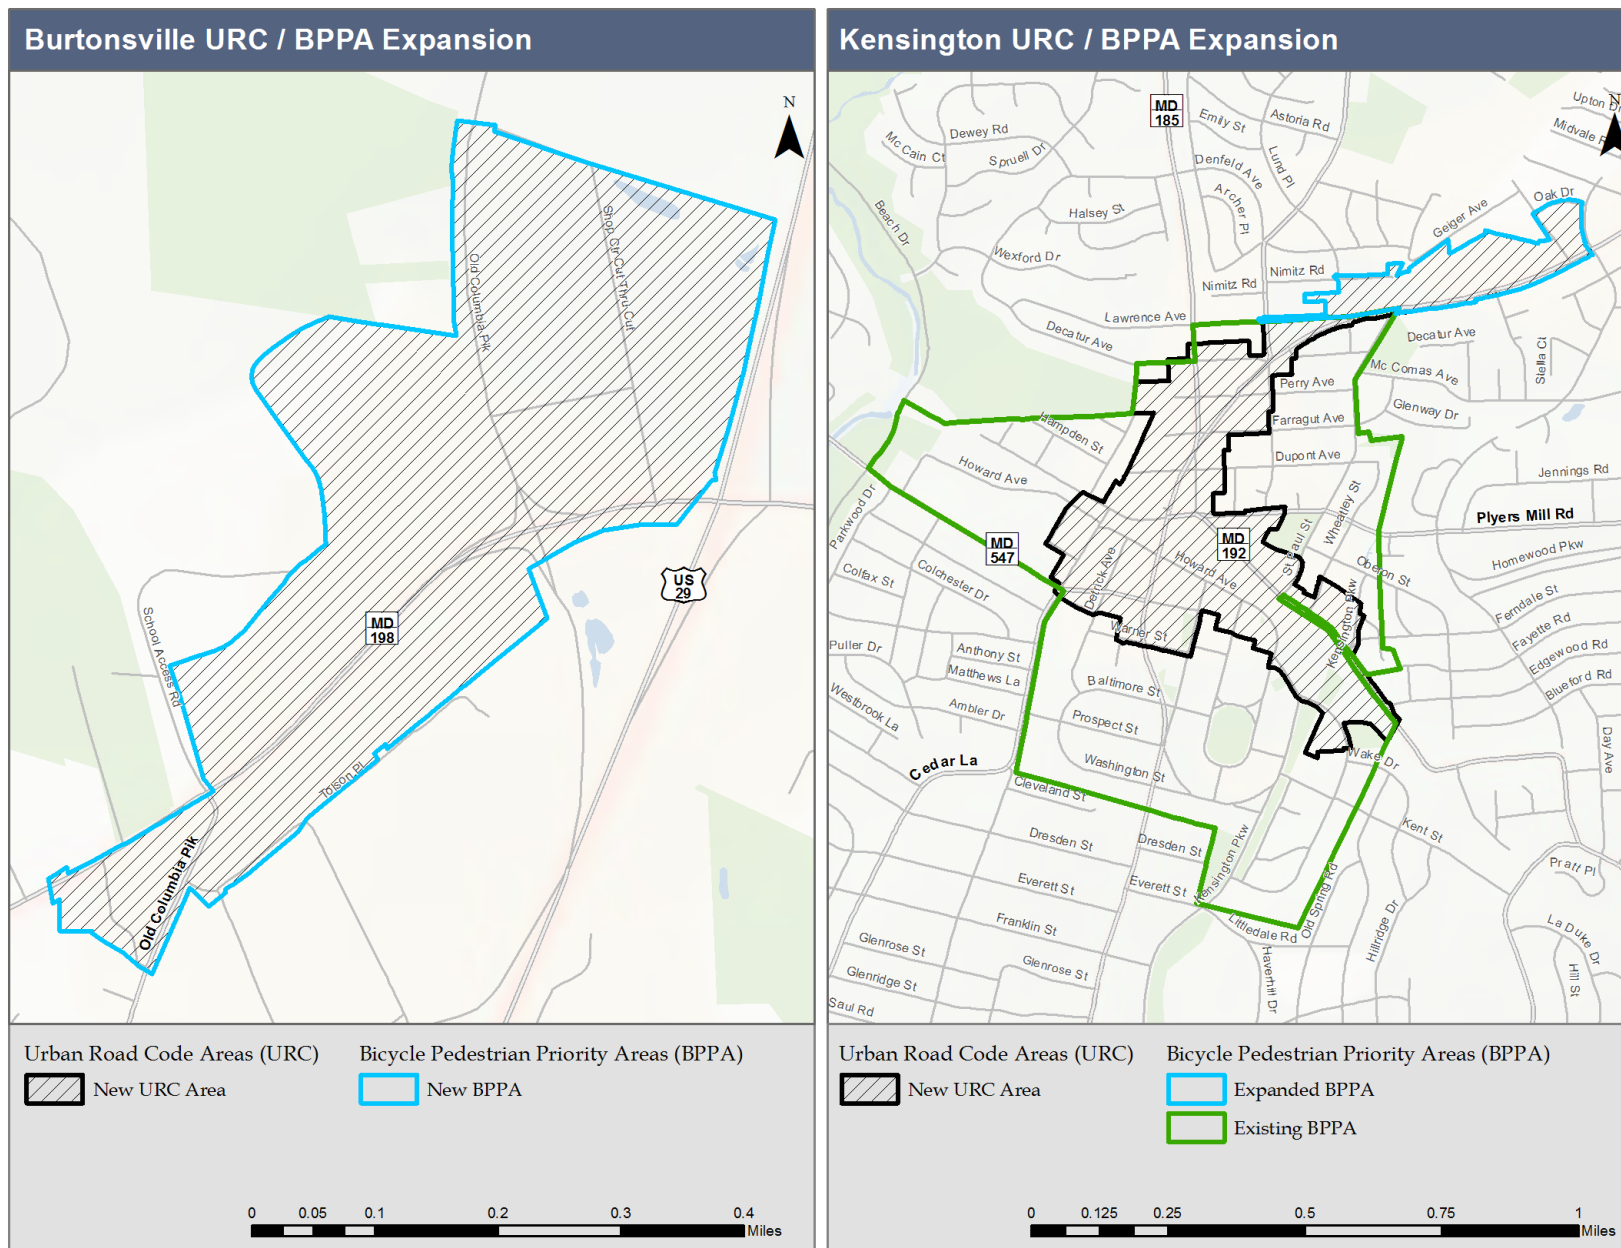 Burtonsville URC / BPPA Expansion
N
Old Columbia Pik
Shop Ctr Cut Thru Cut
US
29
MD
198
School Access Rd
Tolson Pl
Old Columbia Pik
Urban Road Code Areas (URC)
Bicycle Pedestrian Priority Areas (BPPA)
New URC Area
New BPPA
0 0.05 0.1 0.2 0.3 0.4
Miles
Kensington URC / BPPA Expansion
MD
185
N
Upton Dr
Midvale R
Emily St
Astoria Rd
Dewey Rd
Mc Cain Ct
Spruell Dr
Denfeld Ave
Lund Pl
Archer Pl
Oak Dr
Geiger Ave
Beach Dr
Halsey St
Wexford Dr
Nimitz Rd
Nimitz Rd
Lawrence Ave
Decatur Ave
Decatur Ave
Stella Ct
Mc Comas Ave
Perry Ave
Glenway Dr
Farragut Ave
Hampden St
Dupont Ave
Howard Ave
Jennings Rd
Parkwood Dr
Wheatley St
Plyers Mill Rd
MD
547
MD
192
St Paul St
Homewood Pkw
Oberon St
Colfax St
Colchester Dr
Detrick Ave
Howard Ave
Ferndale St
Fayette Rd
Kensington Pkw
Warner St
Edgewood Rd
Puller Dr
Anthony St
Matthews La
Blueford Rd
Baltimore St
Westbrook La
Ambler Dr
Prospect St
Day Ave
Wake Dr
Cedar La
Washington St
Cleveland St
Kent St
Dresden St
Dresden St
Kensington Pkw
Pratt Pl
Everett St
Everett St
Old Spring Rd
Franklin St
Littledale Rd
Hillridge Dr
La Duke Dr
Glenrose St
Glenrose St
Haverhill Dr
Hill St
Glenridge St
Saul Rd
Urban Road Code Areas (URC)
Bicycle Pedestrian Priority Areas (BPPA)
New URC Area
Expanded BPPA
Existing BPPA
0 0.125 0.25 0.5 0.75 1
Miles